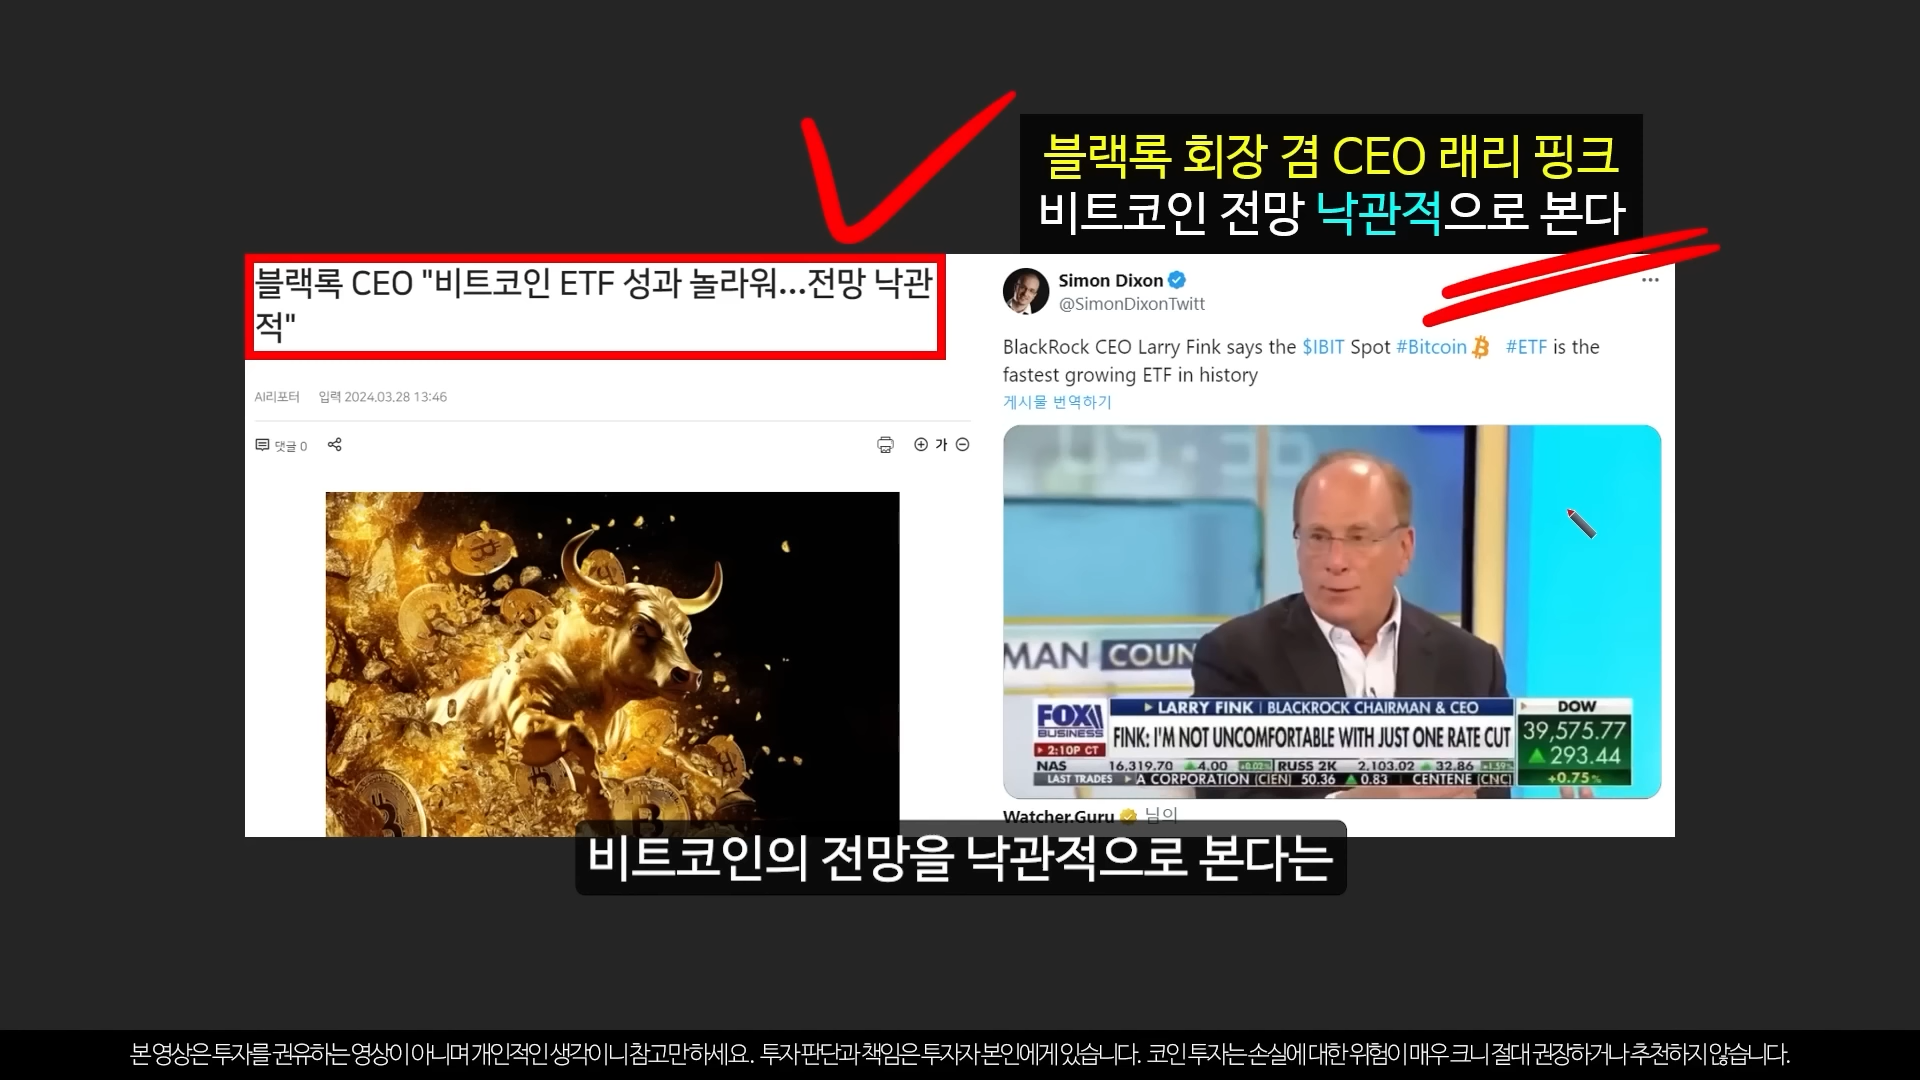 블랙록 회장 겸 CEO 래리 핑크
비트코인 전망 낙관적으로 본다
블랙록 CEO "비트코인 ETF 성과 놀라워...전망 낙관
적"
AI리포터 입력 2024.03.28 13:46
댓글 0
가
Simon Dixon
@SimonDixonTwitt
BlackRock CEO Larry Fink says the $IBIT Spot #Bitcoin #ETF is the
fastest growing ETF in history
게시물 번역하기
MAN COUN
LARRY FINK | BLACKROCK CHAIRMAN & CEO
FOX
BUSINESS
2:10P CT
FINK: I'M NOT UNCOMFORTABLE WITH JUST ONE RATE CUT
DOW
39,575.77
293.44
+0.75%
NAS 16,319.70 4.00 +0.02% RUSS 2K 2,103.02 32.86 +1.59%
LAST TRADES A CORPORATION (CIEN) 50.36 0.83 CENTENE (CNC)
Watcher.Guru 님의
비트코인의 전망을 낙관적으로 본다는
본 영상은 투자를 권유하는 영상이 아니며 개인적인 생각이니 참고만 하세요. 투자 판단과 책임은 투자자 본인에게 있습니다. 코인 투자는 손실에 대한 위험이 매우 크니 절대 권장하거나 추천하지 않습니다.